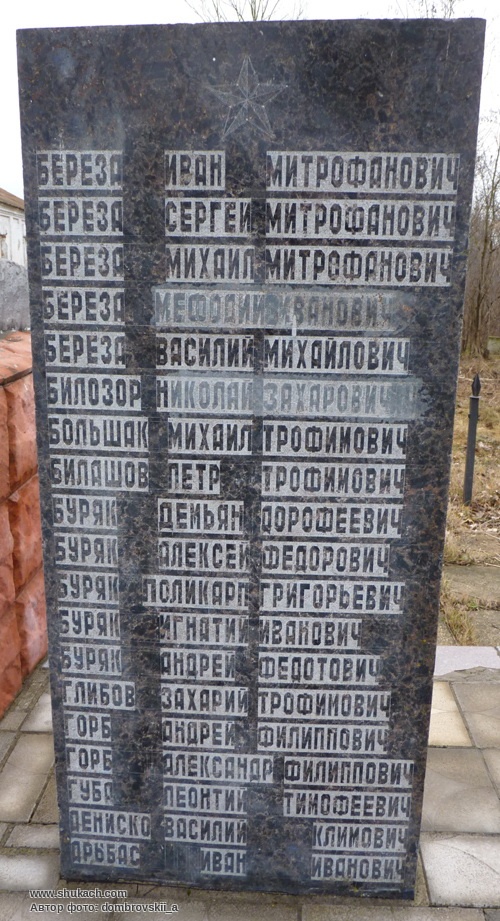 БЕРЕЗА ИВАН МИТРОФАНОВИЧ
БЕРЕЗА СЕРГЕЙ МИТРОФАНОВИЧ
БЕРЕЗА МИХАИЛ МИТРОФАНОВИЧ
БЕРЕЗА МЕФОДИЙ ИВАНОВИЧ
БЕРЕЗА ВАСИЛИЙ МИХАЙЛОВИЧ
БИЛОЗОР НИКОЛАЙ ЗАХАРОВИЧ
БОЛЬШАК МИХАИЛ ТРОФИМОВИЧ
БИЛАШОВ ПЕТР ТРОФИМОВИЧ
БУРЯК ДЕМЬЯН ДОРОФЕЕВИЧ
БУРЯК АЛЕКСЕЙ ФЕДОРОВИЧ
БУРЯК ПОЛИКАРП ГРИГОРЬЕВИЧ
БУРЯК ИГНАТИЙ ИВАНОВИЧ
БУРЯК АНДРЕЙ ФЕДОТОВИЧ
ГЛИБОВ ЗАХАРИЙ ТРОФИМОВИЧ
ГОРБ АНДРЕЙ ФИЛИППОВИЧ
ГОРБ АЛЕКСАНДР ФИЛИППОВИЧ
ГУБА ЛЕОНТИЙ ТИМОФЕЕВИЧ
ДЕНИСКО ВАСИЛИЙ КЛИМОВИЧ
ИВАН ИВАНОВИЧ
www.shukach.com
Автор фото: dombrovskii_a